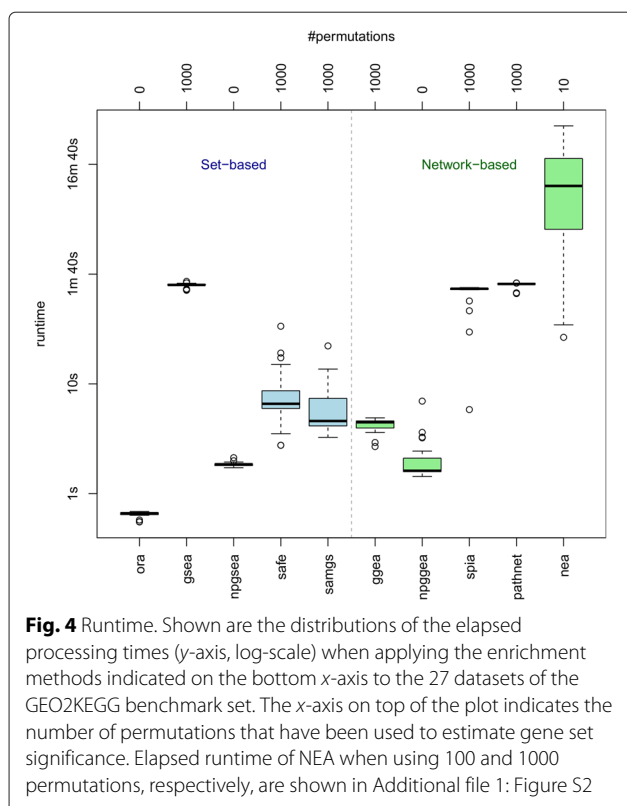 #permutations
0
1000
0
1000
1000
1000
0
1000
1000
10
Set−based
Network−based
runtime
16m 40s
1m 40s
10s
1s
ora
gsea
npgsea
safe
samgs
ggea
npggea
spia
pathnet
nea
Fig. 4 Runtime. Shown are the distributions of the elapsed
processing times (y-axis, log-scale) when applying the enrichment
methods indicated on the bottom x-axis to the 27 datasets of the
GEO2KEGG benchmark set. The x-axis on top of the plot indicates the
number of permutations that have been used to estimate gene set
significance. Elapsed runtime of NEA when using 100 and 1000
permutations, respectively, are shown in Additional file 1: Figure S2